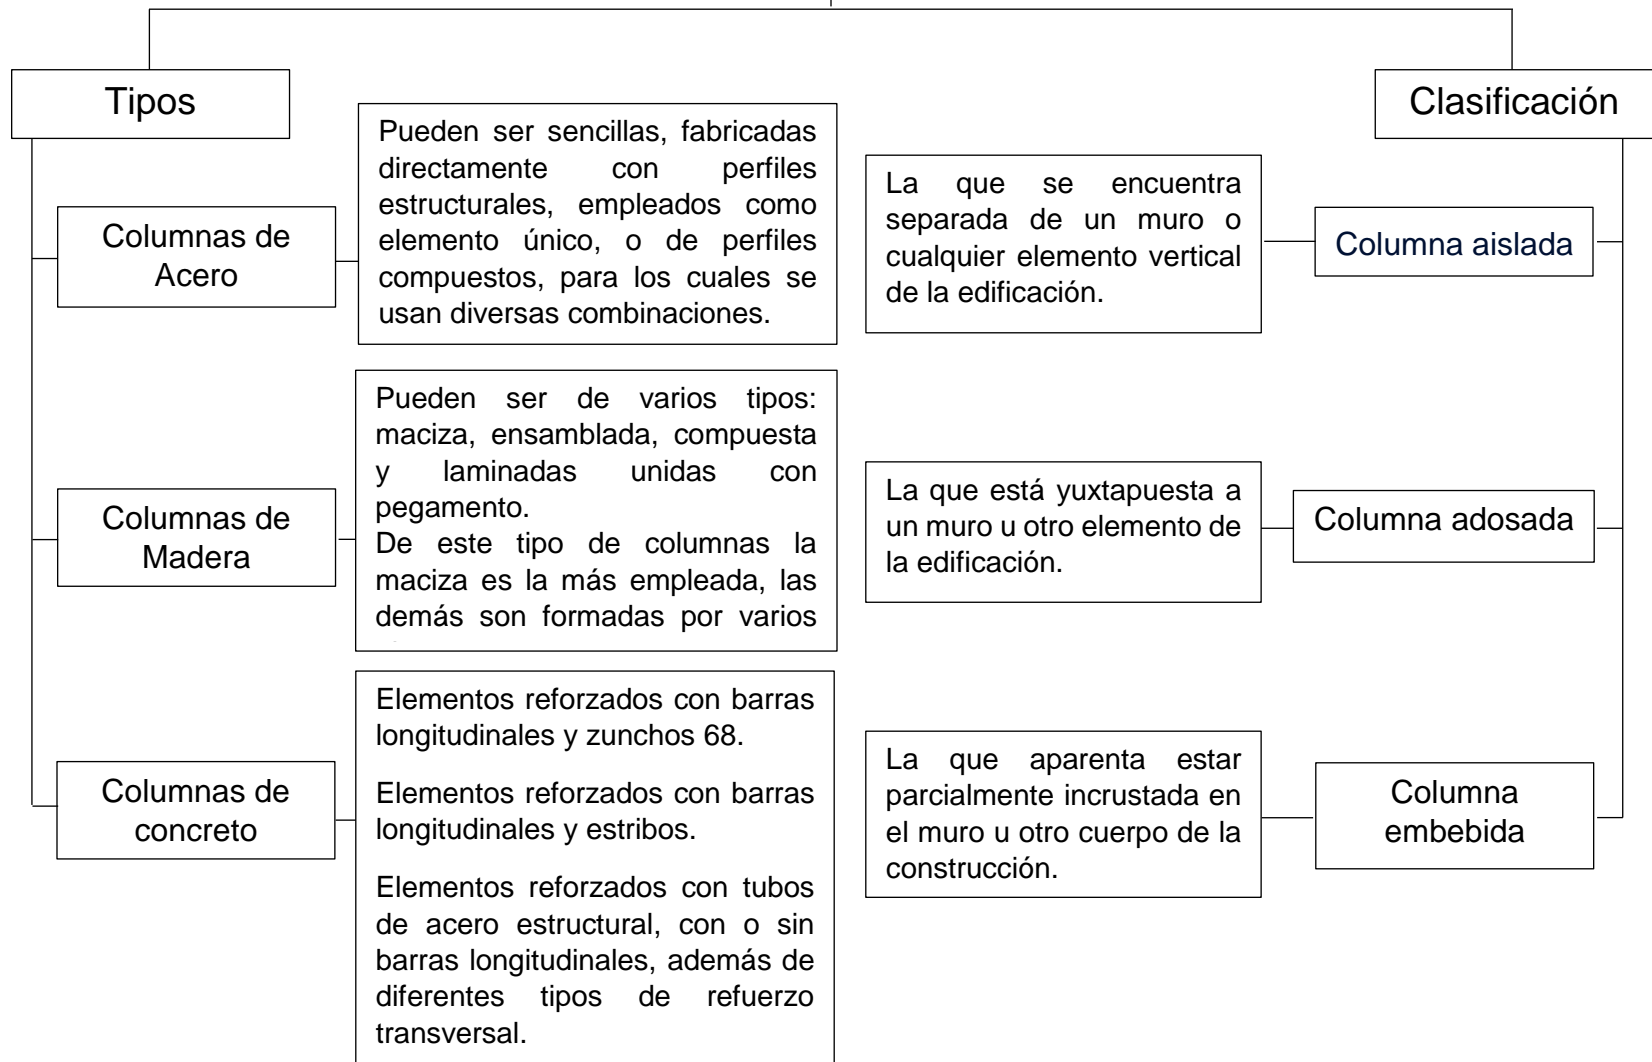 Tipos
Columnas de
Acero
Pueden ser sencillas, fabricadas
directamente con perfiles
estructurales, empleados como
elemento único, o de perfiles
compuestos, para los cuales se
usan diversas combinaciones.
Columnas de
Madera
Pueden ser de varios tipos:
maciza, ensamblada, compuesta
y laminadas unidas con
pegamento.
De este tipo de columnas la
maciza es la más empleada, las
demás son formadas por varios
Columnas de
concreto
Elementos reforzados con barras
longitudinales y zunchos 68.
Elementos reforzados con barras
longitudinales y estribos.
Elementos reforzados con tubos
de acero estructural, con o sin
barras longitudinales, además de
diferentes tipos de refuerzo
transversal.
Clasificación
Columna aislada
La que se encuentra
separada de un muro o
cualquier elemento vertical
de la edificación.
Columna adosada
La que está yuxtapuesta a
un muro u otro elemento de
la edificación.
Columna
embebida
La que aparenta estar
parcialmente incrustada en
el muro u otro cuerpo de la
construcción.